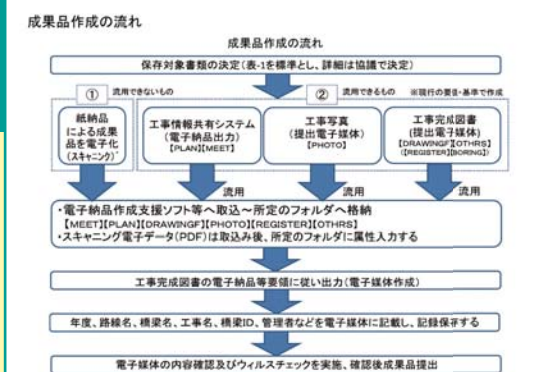 成果品作成の流れ
成果品作成の流れ
保存対象書類の決定(表-1を標準とし、詳細は協議で決定)
① 流用できないもの
② 流用できるもの ※現行の要領・基準で作成
紙納品
による成果
品を電子化
(スキャニング)
工事情報共有システム
(電子納品出力)
【PLAN】【MEET】
工事写真
(提出電子媒体)
【PHOTO】
工事完成図書
(提出電子媒体)
【DRAWINGF】【OTHRS】
(【REGISTER】【BORING】)
流用
流用
流用
・電子納品作成支援ソフト等へ取込～所定のフォルダへ格納
【MEET】【PLAN】【DRAWINGF】【PHOTO】【REGISTER】【OTHRS】
・スキャニング電子データ(PDF)は取込み後、所定のフォルダに属性入力する
工事完成図書の電子納品等要領に従い出力(電子媒体作成)
年度、路線名、橋梁名、工事名、橋梁ID、管理者などを電子媒体に記載し、記録保存する
電子媒体の内容確認及びウィルスチェックを実施、確認後成果品提出